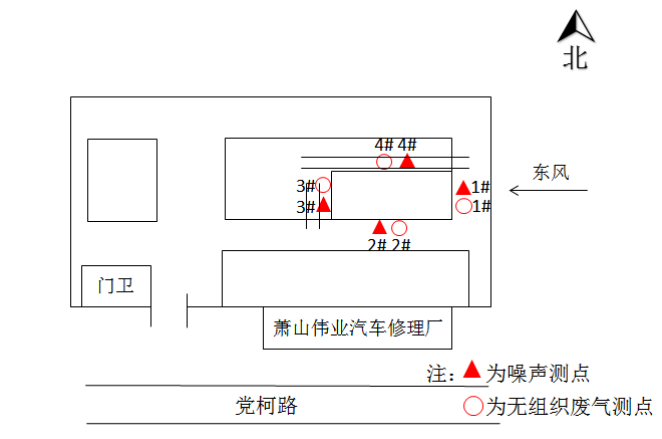 北
4# 4#
东风
3#
1#
3#
1#
2# 2#
门卫
萧山伟业汽车修理厂
注：▲为噪声测点
党柯路
○为无组织废气测点